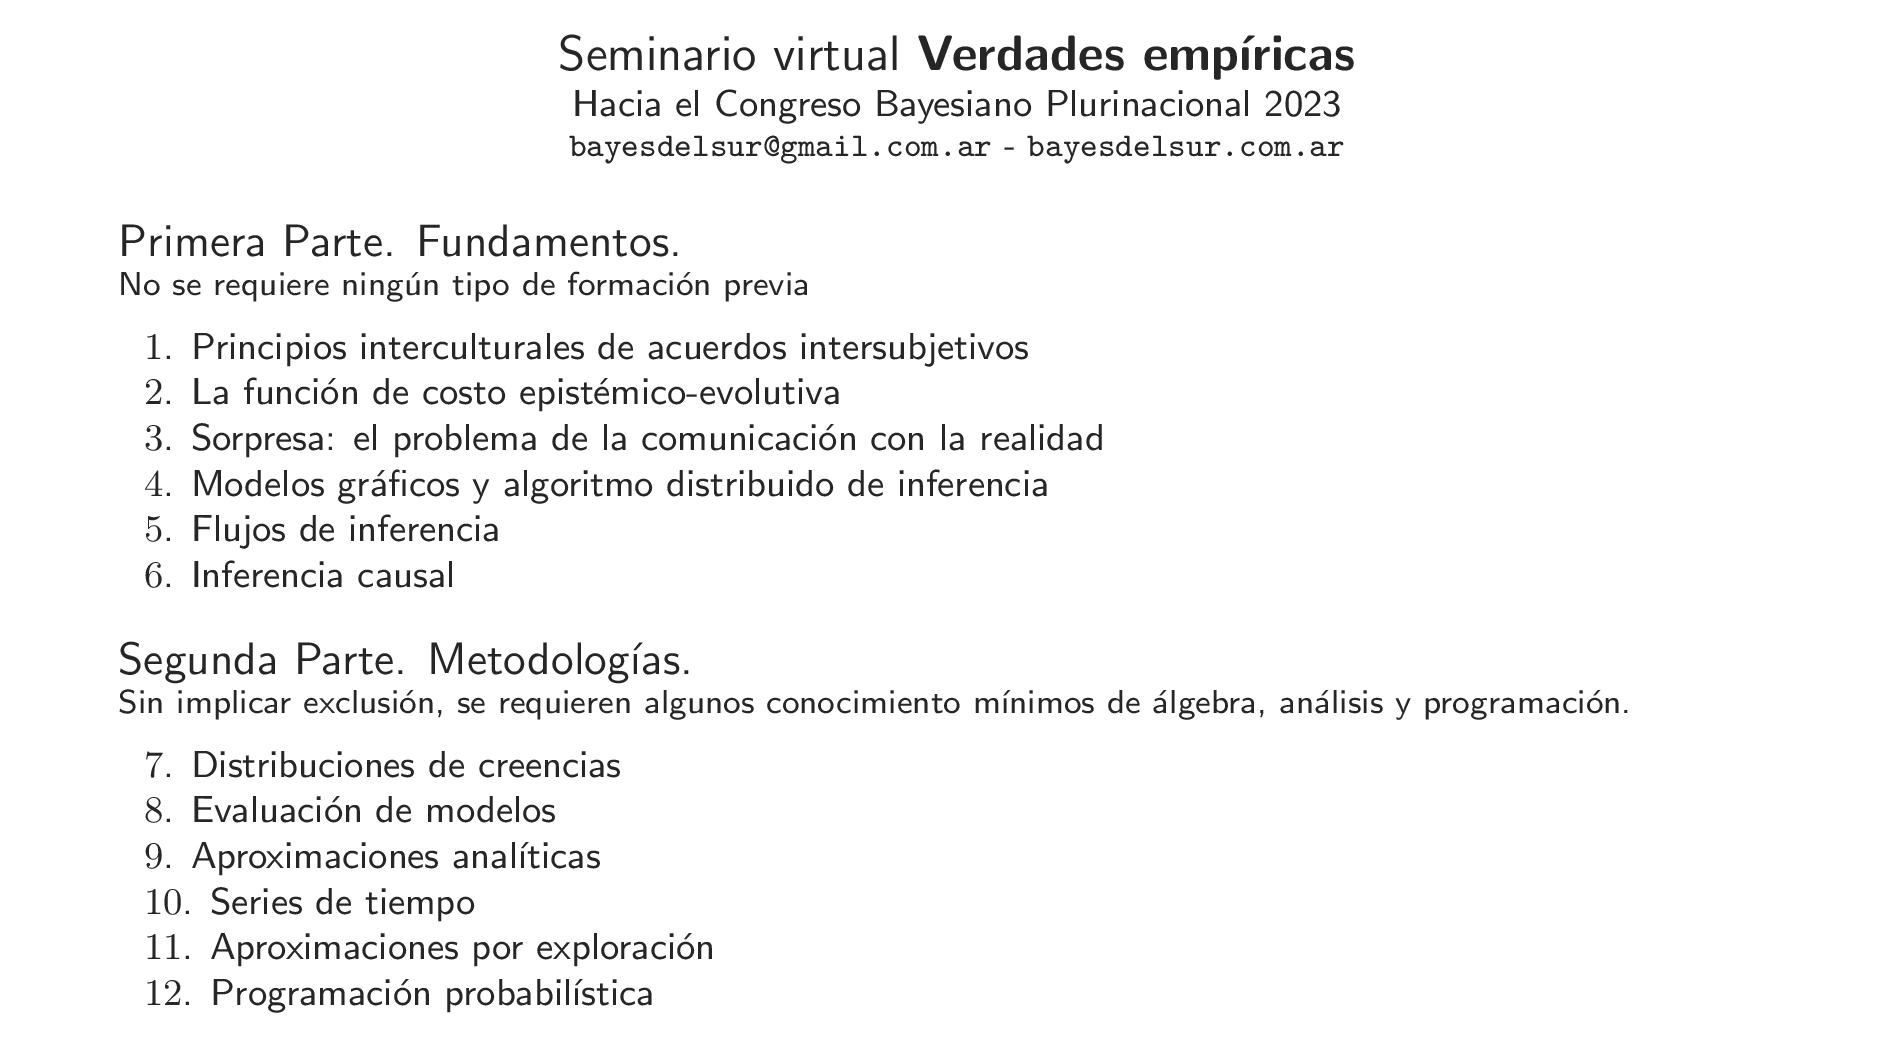 Seminario virtual Verdades empíricas
Hacia el Congreso Bayesiano Plurinacional 2023
bayesdelsur@gmail.com.ar - bayesdelsur.com.ar
Primera Parte. Fundamentos.
No se requiere ningún tipo de formación previa
1. Principios interculturales de acuerdos intersubjetivos
2. La función de costo epistémico-evolutiva
3. Sorpresa: el problema de la comunicación con la realidad
4. Modelos gráficos y algoritmo distribuido de inferencia
5. Flujos de inferencia
6. Inferencia causal
Segunda Parte. Metodologías.
Sin implicar exclusión, se requieren algunos conocimiento mínimos de álgebra, análisis y programación.
7. Distribuciones de creencias
8. Evaluación de modelos
9. Aproximaciones analíticas
10. Series de tiempo
11. Aproximaciones por exploración
12. Programación probabilística